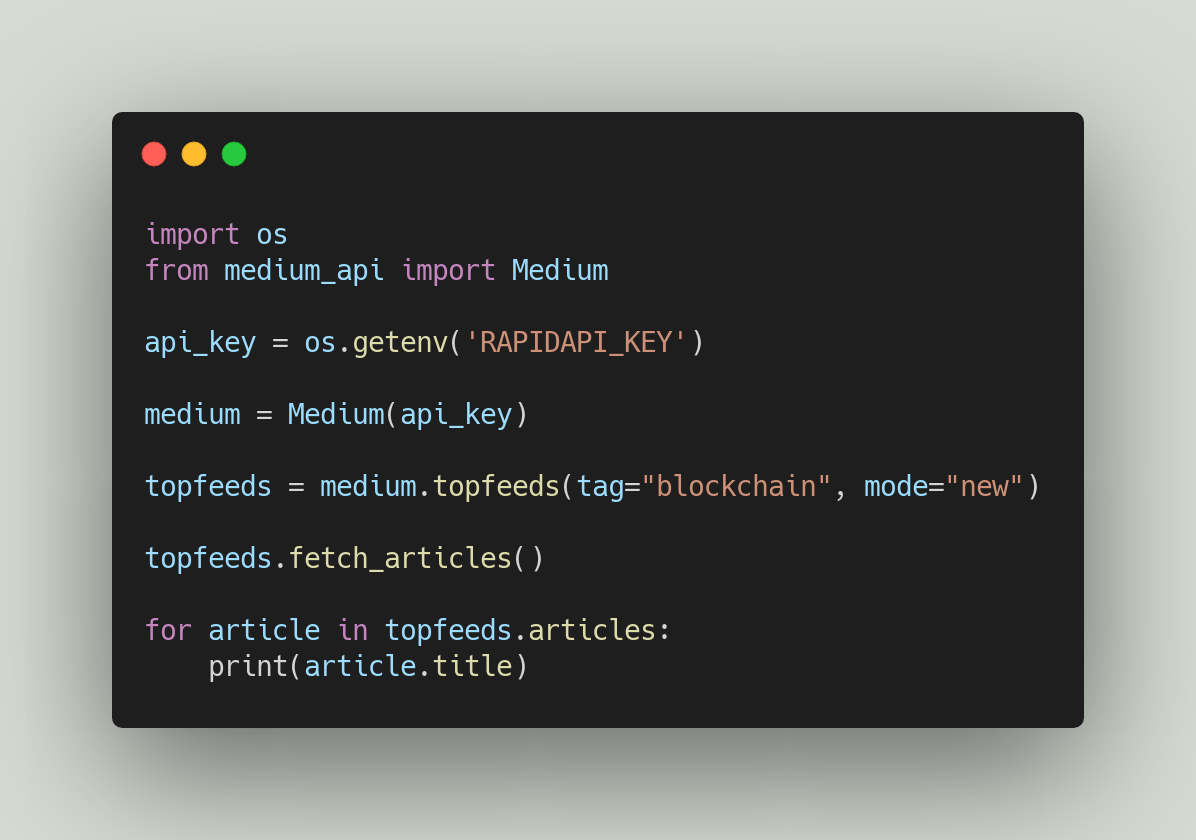 import os
from medium_api import Medium

api_key = os.getenv('RAPIDAPI_KEY')

medium = Medium(api_key)

topfeeds = medium.topfeeds(tag="blockchain", mode="new")

topfeeds.fetch_articles()

for article in topfeeds.articles:
    print(article.title)